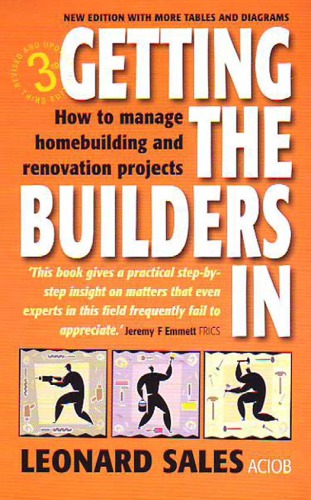 NEW EDITION WITH MORE TABLES AND DIAGRAMS
3
GETTING
THE
BUILDERS
IN
How to manage
homebuilding and
renovation projects
'This book gives a practical step-by-
step insight on matters that even
experts in this field frequently fail to
appreciate.' Jeremy F Emmett FRICS
LEONARD SALES ACIOB